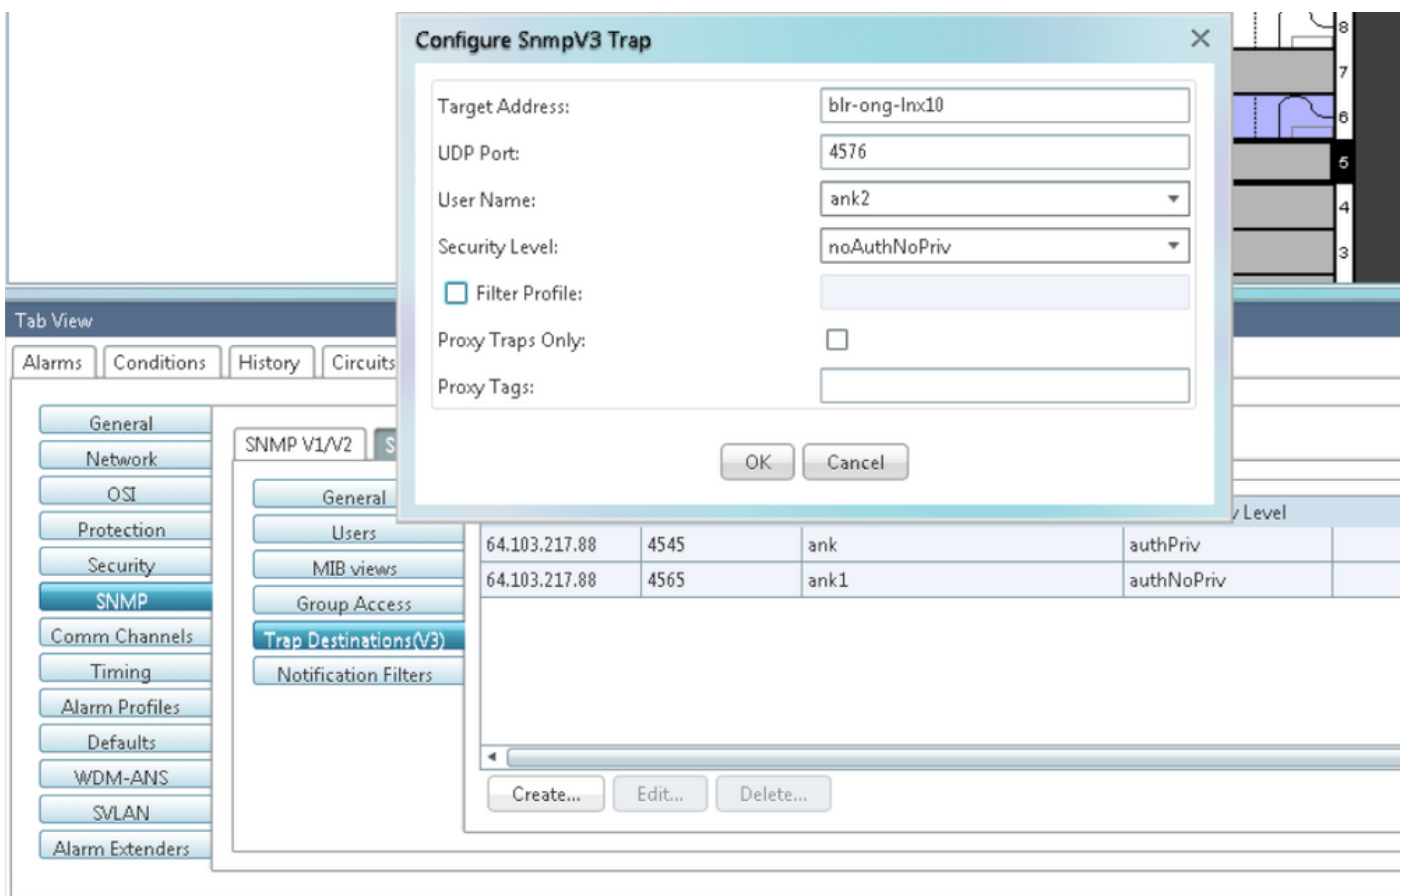 Configure SnmpV3 Trap
Target Address: blr-ong-lnx10
UDP Port: 4576
User Name: ank2
Security Level: noAuthNoPriv
Filter Profile:
Proxy Traps Only:
Proxy Tags:
OK Cancel
8
7
6
5
4
3
Tab View
Alarms Conditions History Circuits
General
Network
OSI
Protection
Security
SNMP
Comm Channels
Timing
Alarm Profiles
Defaults
WDM-ANS
SVLAN
Alarm Extenders
SNMP V1/V2 S
General
Users
MIB views
Group Access
Trap Destinations(V3)
Notification Filters
Level
64.103.217.88 4545 ank authPriv
64.103.217.88 4565 ank1 authNoPriv
Create... Edit... Delete...